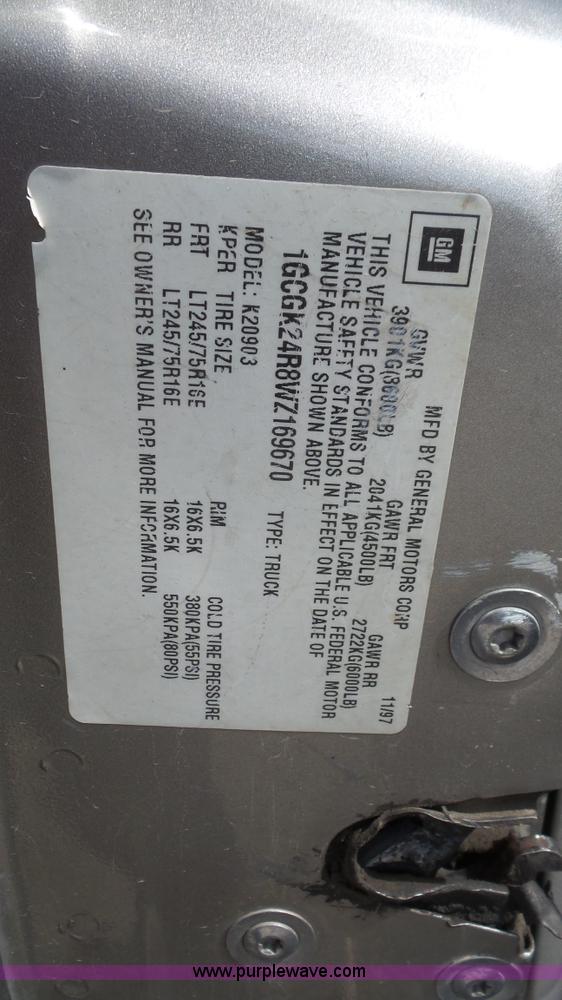 GM
MFD BY GENERAL MOTORS CORP
11/97
GVWR GAWR FRT GAWR RR
3901KG(8600LB) 2041KG(4500LB) 2722KG(6000LB)
THIS VEHICLE CONFORMS TO ALL APPLICABLE U.S. FEDERAL MOTOR
VEHICLE SAFETY STANDARDS IN EFFECT ON THE DATE OF
MANUFACTURE SHOWN ABOVE.
1GCGK24R8WZ169670 TYPE: TRUCK
MODEL: K20903
KPER TIRE SIZE RIM COLD TIRE PRESSURE
FRT LT245/75R16E 16X6.5K 380KPA(55PSI)
RR LT245/75R16E 16X6.5K 550KPA(80PSI)
SEE OWNER'S MANUAL FOR MORE INFORMATION.
www.purplewave.com